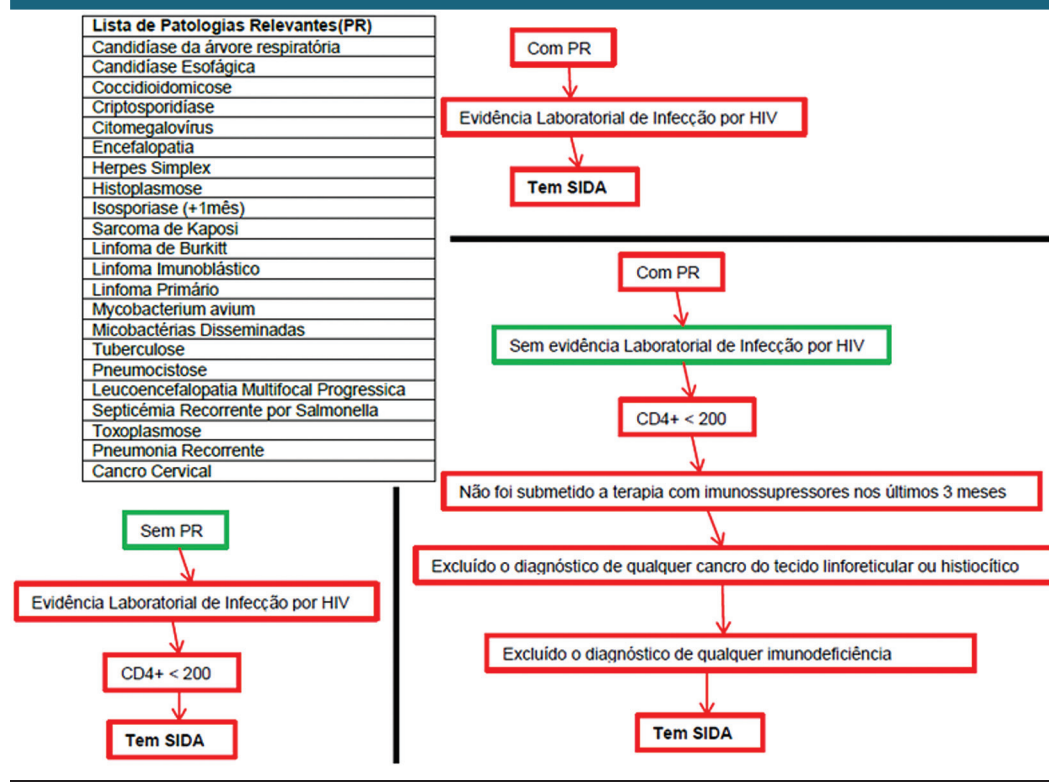 Lista de Patologias Relevantes(PR)
Candidíase da árvore respiratória
Candidíase Esofágica
Coccidioidomicose
Criptosporidíase
Citomegalovírus
Encefalopatia
Herpes Simplex
Histoplasmose
Isosporiase (+1mês)
Sarcoma de Kaposi
Linfoma de Burkitt
Linfoma Imunoblástico
Linfoma Primário
Mycobacterium avium
Micobactérias Disseminadas
Tuberculose
Pneumocistose
Leucoencefalopatia Multifocal Progressica
Septicémia Recorrente por Salmonella
Toxoplasmose
Pneumonia Recorrente
Cancro Cervical
Com PR
Evidência Laboratorial de Infecção por HIV
Tem SIDA
Com PR
Sem evidência Laboratorial de Infecção por HIV
CD4+ < 200
Não foi submetido a terapia com imunossupressores nos últimos 3 meses
Excluído o diagnóstico de qualquer cancro do tecido linforeticular ou histiocítico
Excluído o diagnóstico de qualquer imunodeficiência
Tem SIDA
Sem PR
Evidência Laboratorial de Infecção por HIV
CD4+ < 200
Tem SIDA